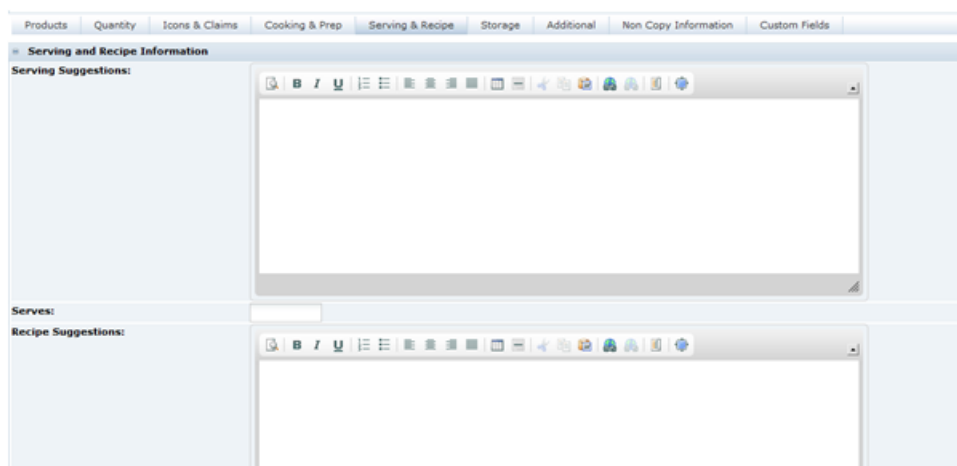 Products Quantity Icons & Claims Cooking & Prep Serving & Recipe Storage Additional Non Copy Information Custom Fields
Serving and Recipe Information
Serving Suggestions:
B I U
Serves:
Recipe Suggestions:
B I U